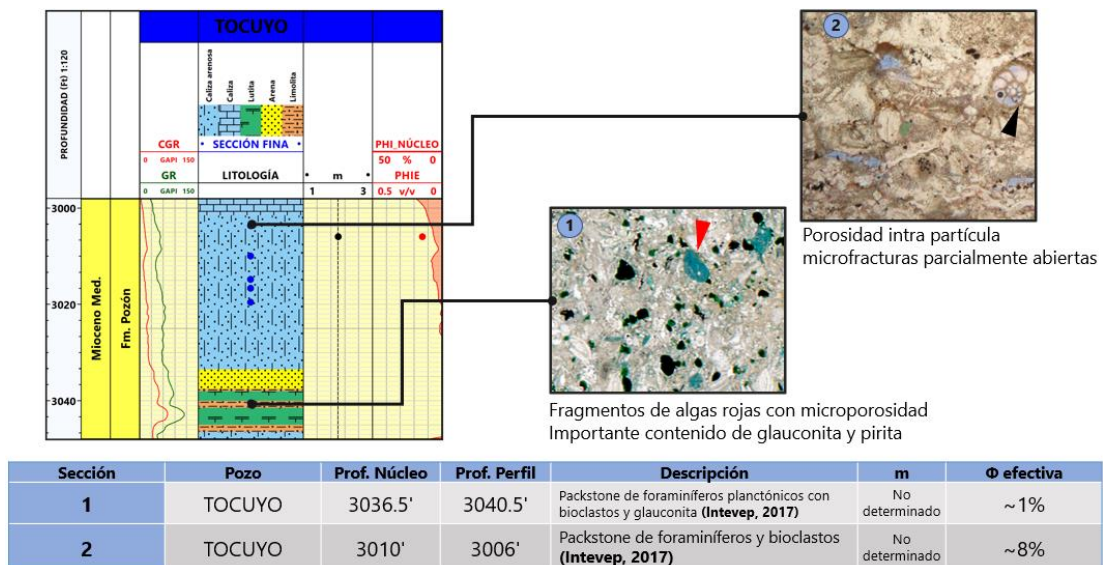 TOCUYO
PROFUNDIDAD (Ft) 1:120
Caliza arenosa
Caliza
Lutita
Arena
Limolita
CGR
0 GAPI 150
GR
0 GAPI 150
• SECCIÓN FINA •
LITOLOGÍA
• m •
1 3
PHI_NÚCLEO
50 % 0
PHIE
0.5 v/v 0
3000
3020
3040
Mioceno Med.
Fm. Pozón
2
Porosidad intra partícula
microfracturas parcialmente abiertas
1
Fragmentos de algas rojas con microporosidad
Importante contenido de glauconita y pirita
Sección Pozo Prof. Núcleo Prof. Perfil Descripción m Φ efectiva
1 TOCUYO 3036.5' 3040.5' Packstone de foraminíferos planctónicos con
bioclastos y glauconita (Intevep, 2017) No
determinado ~1%
2 TOCUYO 3010' 3006' Packstone de foraminíferos y bioclastos
(Intevep, 2017) No
determinado ~8%